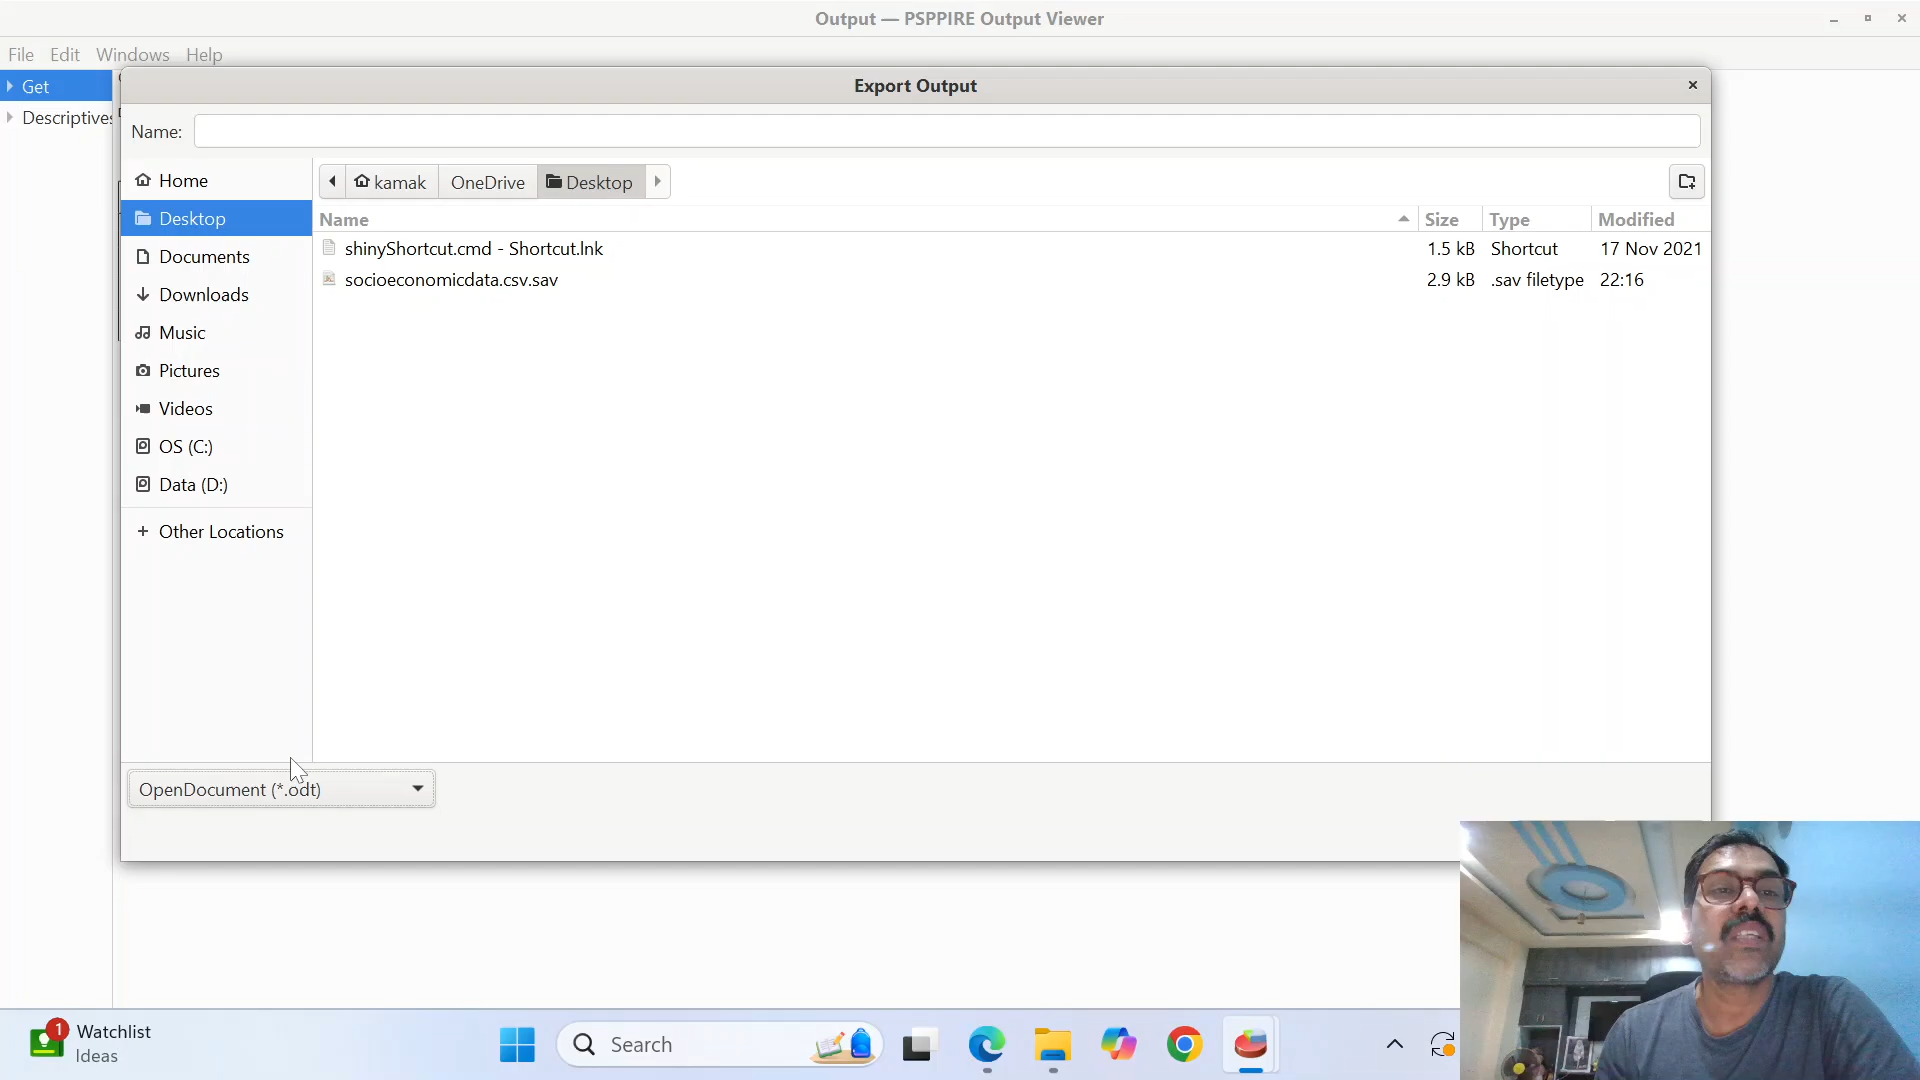 Output — PSPPIRE Output Viewer
File Edit Windows Help
Get
Descriptives
Export Output
Name:
Home
Desktop
Documents
Downloads
Music
Pictures
Videos
OS (C:)
Data (D:)
Other Locations
kamak OneDrive Desktop
Name Size Type Modified
shinyShortcut.cmd - Shortcut.lnk 1.5 kB Shortcut 17 Nov 2021
socioeconomicdata.csv.sav 2.9 kB .sav filetype 22:16
OpenDocument (*.odt)
1
Watchlist
Ideas
Search